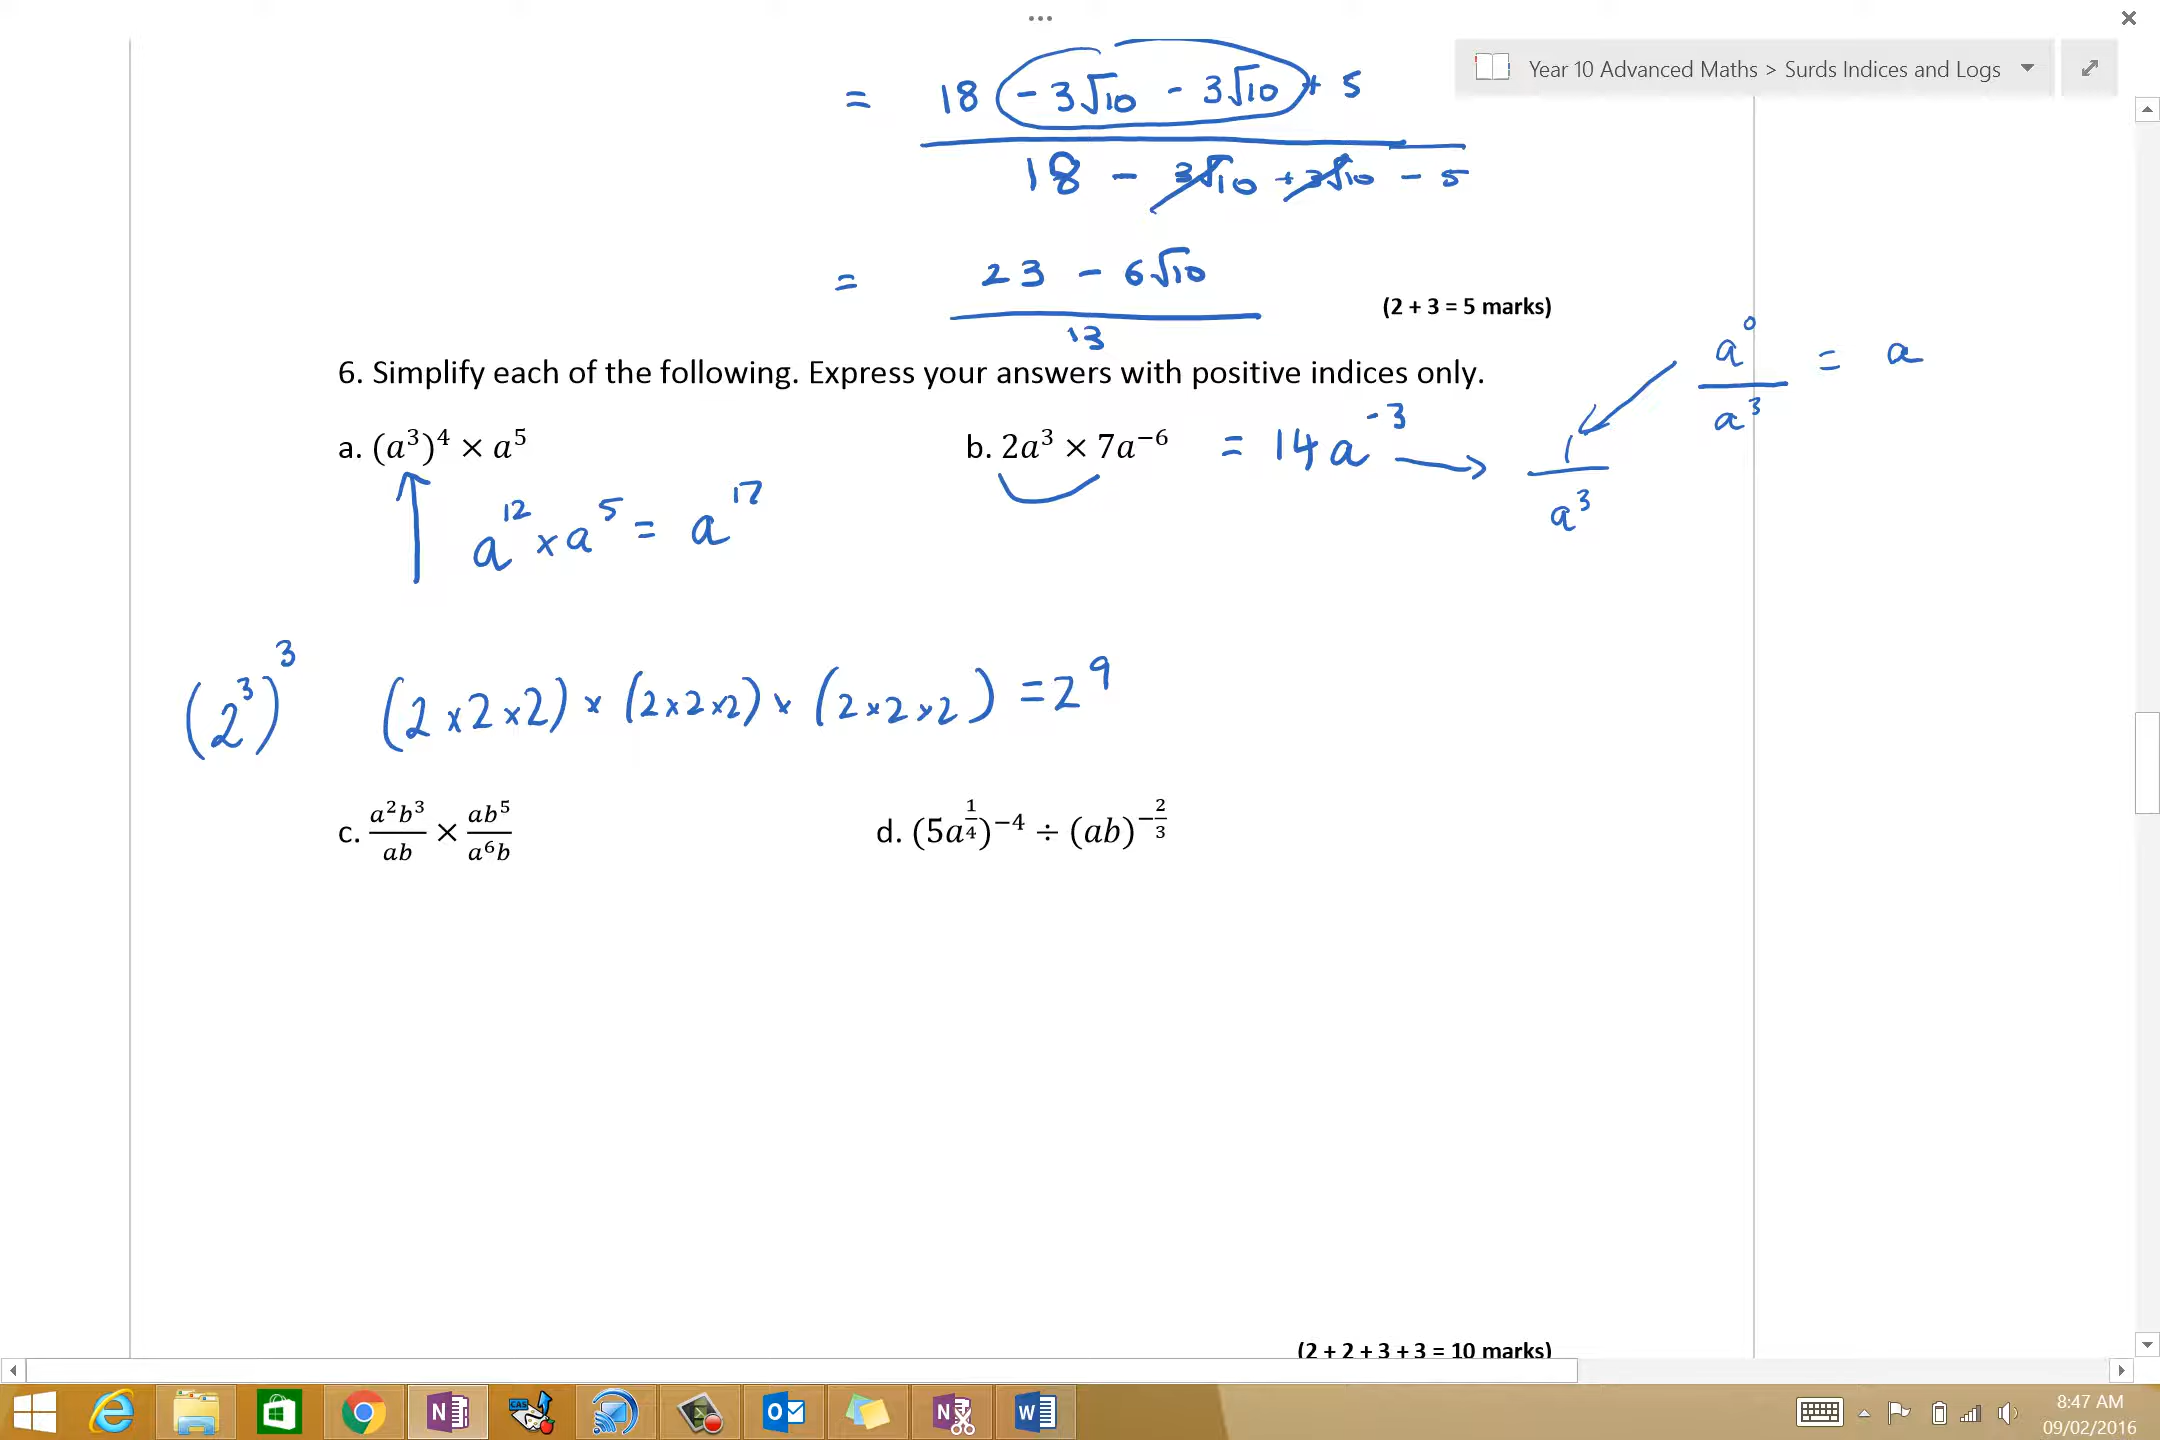 ...
Year 10 Advanced Maths > Surds Indices and Logs
= 18 - 3√10 - 3√10 + 5
18 - 3√10 + 3√10 - 5
= 23 - 6√10
13
(2 + 3 = 5 marks)
a⁰ = a
a³
6. Simplify each of the following. Express your answers with positive indices only.
a. (a³)⁴ × a⁵
a¹² × a⁵ = a¹⁷
b. 2a³ × 7a⁻⁶ = 14a⁻³ → 1
a³
(2³)³ (2 × 2 × 2) × (2 × 2 × 2) × (2 × 2 × 2) = 2⁹
c. a²b³/ab × ab⁵/a⁶b
d. (5a^(1/4))⁻⁴ ÷ (ab)^(-2/3)
(2 + 2 + 3 + 3 = 10 marks)
CAS
8:47 AM
09/02/2016